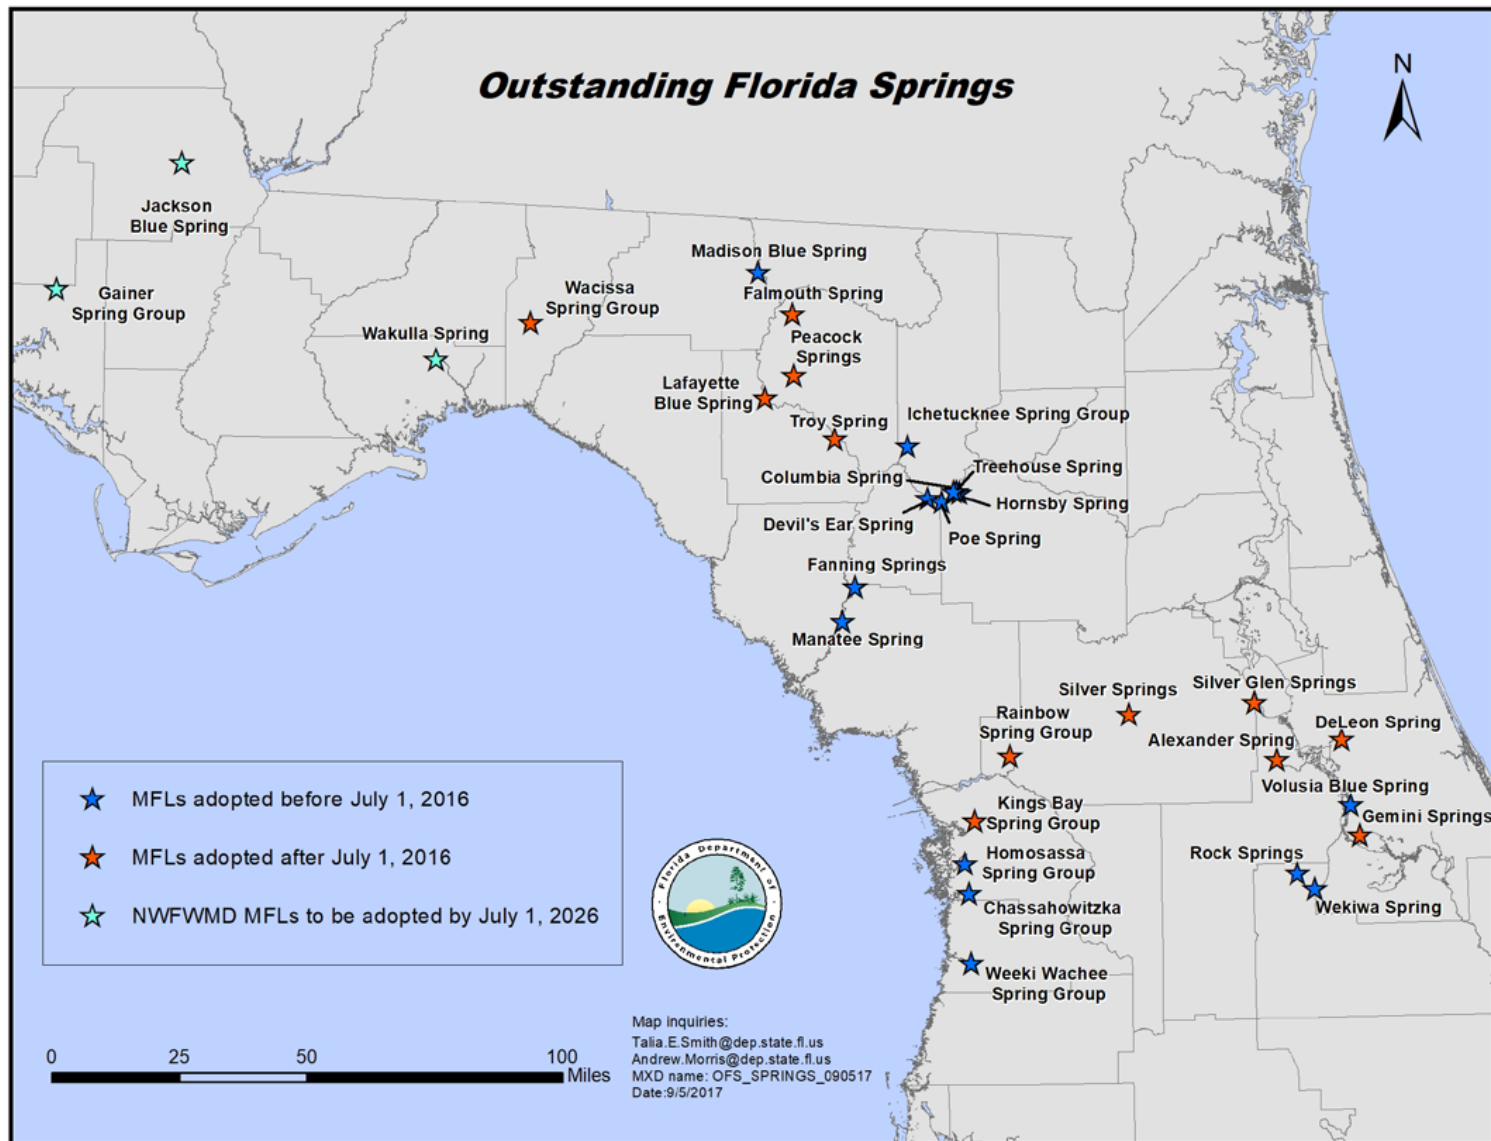 Outstanding Florida Springs
N
Jackson
Blue Spring
Gainer
Spring Group
Wakulla Spring
Wacissa
Spring Group
Madison Blue Spring
Falmouth Spring
Peacock
Springs
Lafayette
Blue Spring
Troy Spring
Ichetucknee Spring Group
Columbia Spring
Treehouse Spring
Hornsby Spring
Devil's Ear Spring
Poe Spring
Fanning Springs
Manatee Spring
Silver Springs
Silver Glen Springs
Rainbow
Spring Group
Alexander Spring
DeLeon Spring
Volusia Blue Spring
Gemini Springs
Kings Bay
Spring Group
Homosassa
Spring Group
Rock Springs
Wekiwa Spring
Chassahowitzka
Spring Group
Weeki Wachee
Spring Group
MFLs adopted before July 1, 2016
MFLs adopted after July 1, 2016
NWFWMD MFLs to be adopted by July 1, 2026
Florida Department of
Environmental Protection
0 25 50 100
Miles
Map inquiries:
Talia.E.Smith@dep.state.fl.us
Andrew.Morris@dep.state.fl.us
MXD name: OFS_SPRINGS_090517
Date:9/5/2017